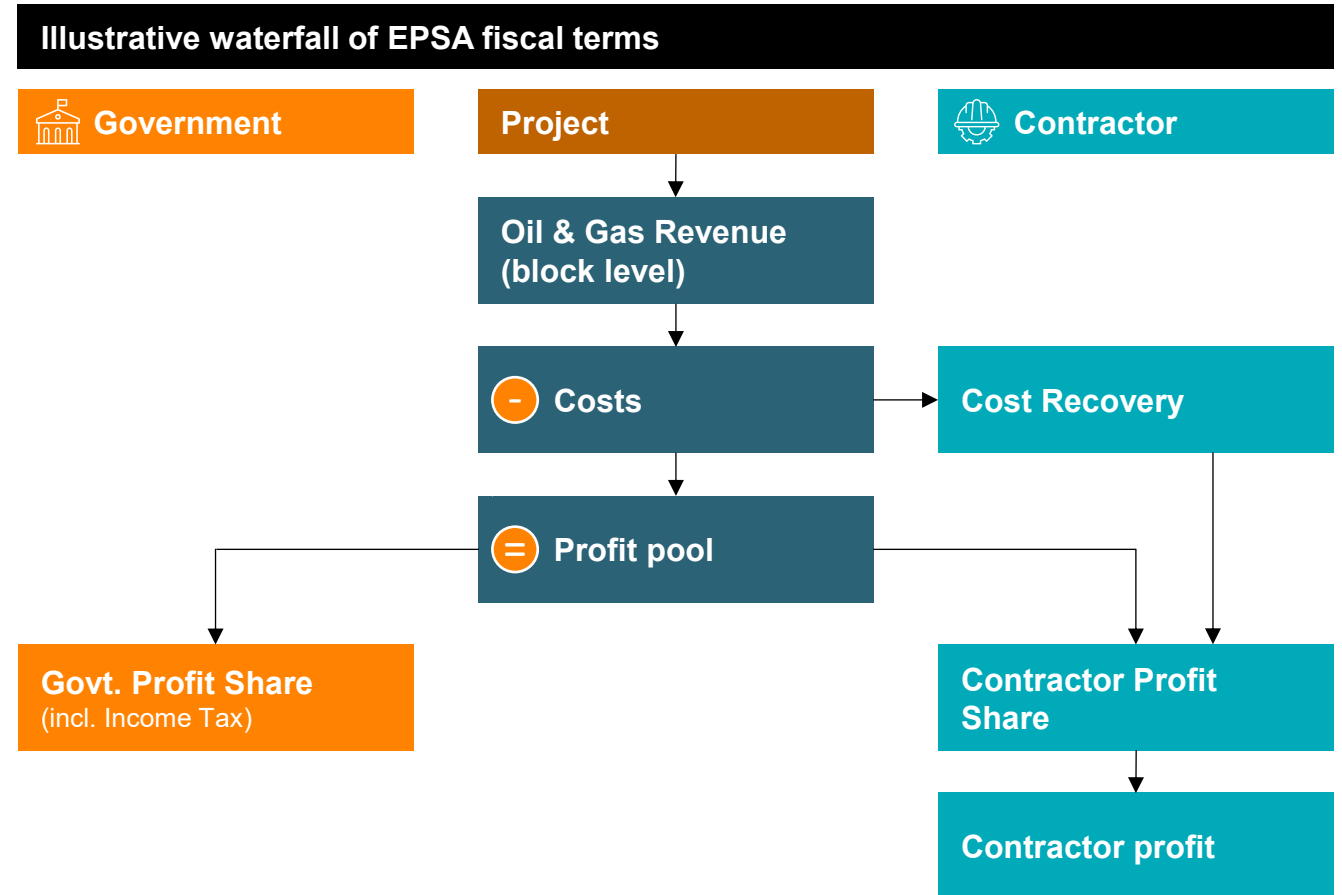 Illustrative waterfall of EPSA fiscal terms
Government
Project
Contractor
Oil & Gas Revenue
(block level)
- Costs
Cost Recovery
= Profit pool
Govt. Profit Share
(incl. Income Tax)
Contractor Profit
Share
Contractor profit